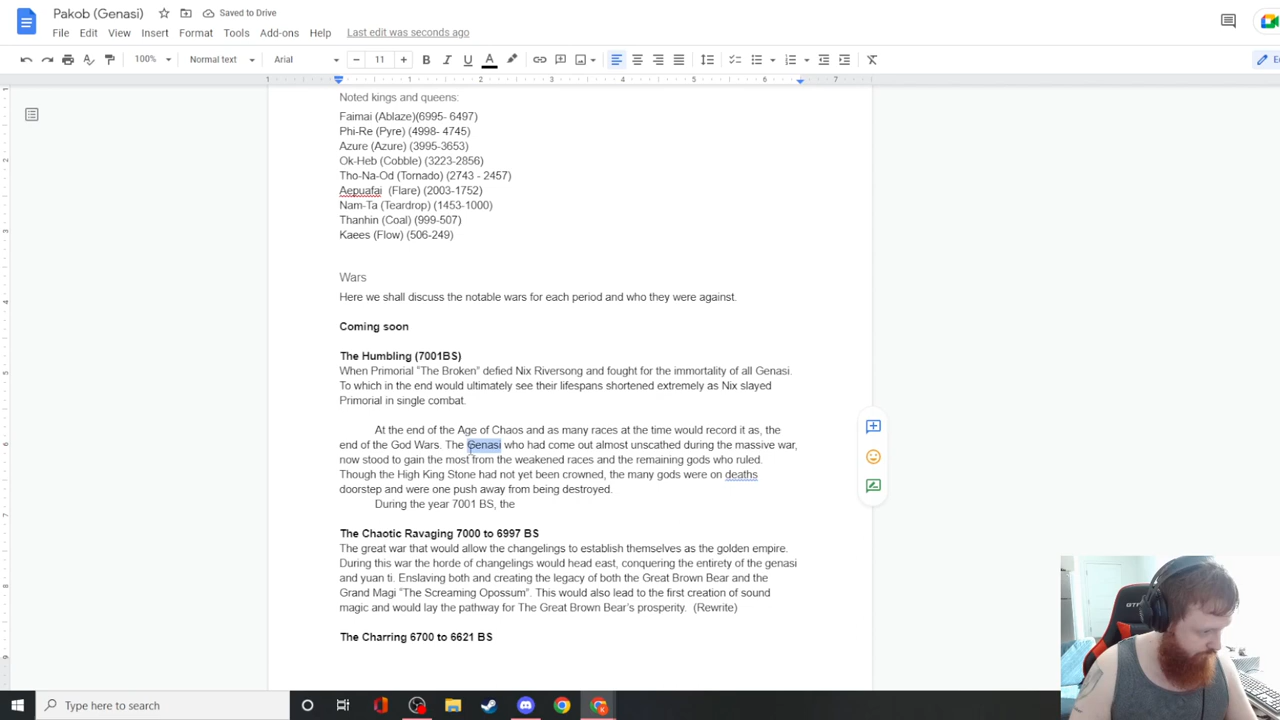 Pakob (Genasi)
Saved to Drive
File Edit View Insert Format Tools Add-ons Help Last edit was seconds ago
100% Normal text Arial 11
1 1 2 3 4 5 6 7
Noted kings and queens:
Faimai (Ablaze)(6995- 6497)
Phi-Re (Pyre) (4998- 4745)
Azure (Azure) (3995-3653)
Ok-Heb (Cobble) (3223-2856)
Tho-Na-Od (Tornado) (2743 - 2457)
Aepuafai (Flare) (2003-1752)
Nam-Ta (Teardrop) (1453-1000)
Thanhin (Coal) (999-507)
Kaees (Flow) (506-249)
Wars
Here we shall discuss the notable wars for each period and who they were against.
Coming soon
The Humbling (7001BS)
When Primorial “The Broken” defied Nix Riversong and fought for the immortality of all Genasi.
To which in the end would ultimately see their lifespans shortened extremely as Nix slayed
Primorial in single combat.
At the end of the Age of Chaos and as many races at the time would record it as, the
end of the God Wars. The Genasi who had come out almost unscathed during the massive war,
now stood to gain the most from the weakened races and the remaining gods who ruled.
Though the High King Stone had not yet been crowned, the many gods were on deaths
doorstep and were one push away from being destroyed.
During the year 7001 BS, the
The Chaotic Ravaging 7000 to 6997 BS
The great war that would allow the changelings to establish themselves as the golden empire.
During this war the horde of changelings would head east, conquering the entirety of the genasi
and yuan ti. Enslaving both and creating the legacy of both the Great Brown Bear and the
Grand Magi “The Screaming Opossum”. This would also lead to the first creation of sound
magic and would lay the pathway for The Great Brown Bear’s prosperity. (Rewrite)
The Charring 6700 to 6621 BS
Type here to search